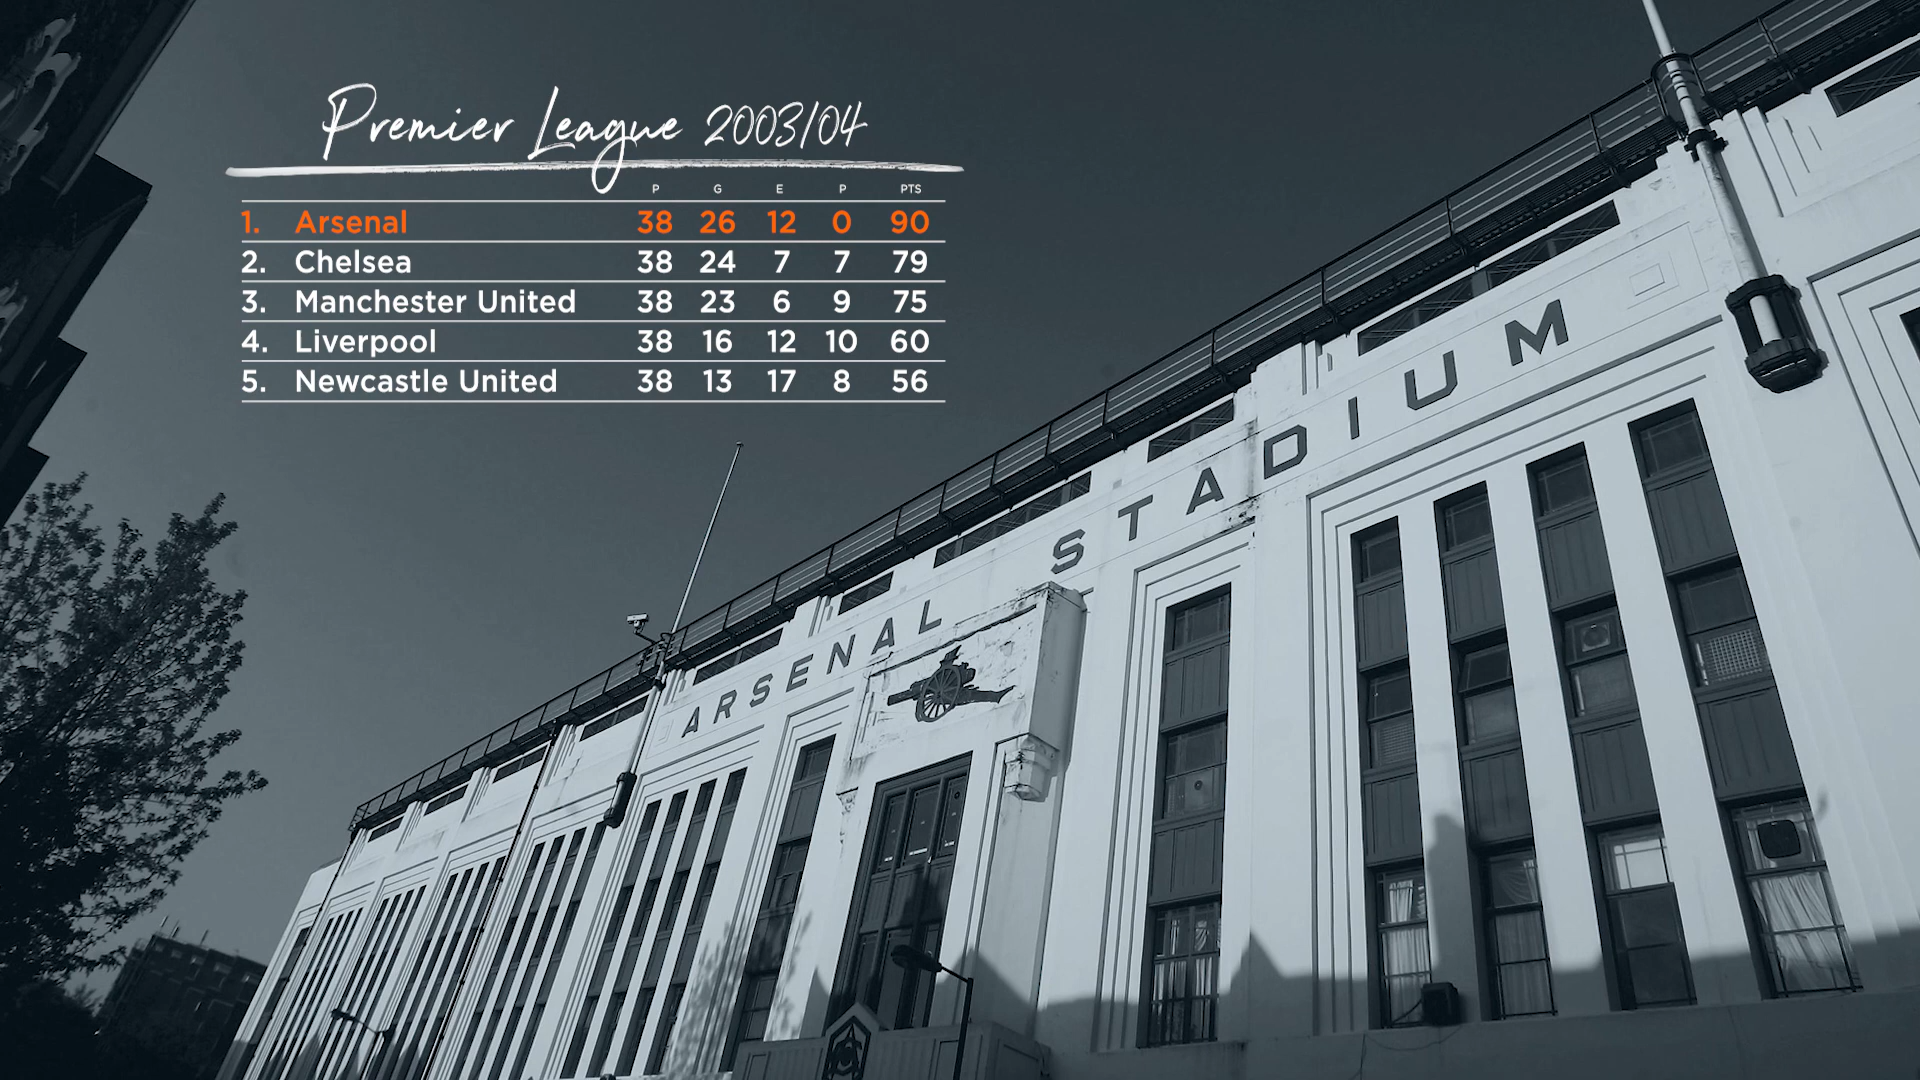 Premier League 2003/04
P G E P PTS
1. Arsenal 38 26 12 0 90
2. Chelsea 38 24 7 7 79
3. Manchester United 38 23 6 9 75
4. Liverpool 38 16 12 10 60
5. Newcastle United 38 13 17 8 56
ARSENAL STADIUM